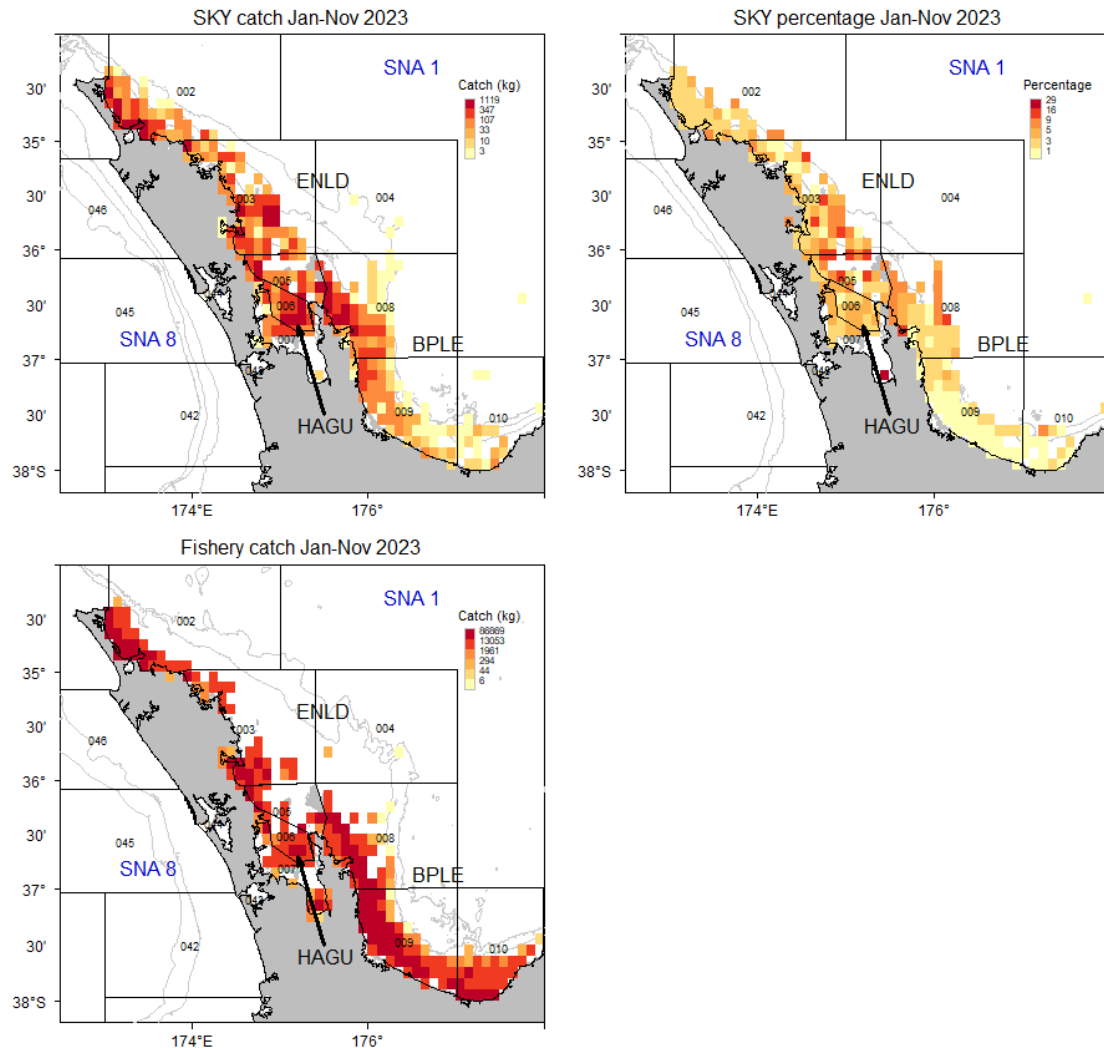 SKY catch Jan-Nov 2023
SNA 1
002
Catch (kg)
1119
347
107
33
10
3
30'
35°
30'
36°
30'
37°
30'
38°S
ENLD
046
003
004
005
006
008
045
SNA 8
007
BPLE
042
009
010
HAGU
174°E
176°
SKY percentage Jan-Nov 2023
SNA 1
002
Percentage
29
16
9
5
3
1
30'
35°
30'
36°
30'
37°
30'
38°S
ENLD
046
003
004
005
006
008
045
SNA 8
007
BPLE
042
009
010
HAGU
174°E
176°
Fishery catch Jan-Nov 2023
SNA 1
002
Catch (kg)
86869
13053
1961
294
44
6
30'
35°
30'
36°
30'
37°
30'
38°S
ENLD
046
003
004
005
006
008
045
SNA 8
007
BPLE
042
009
010
HAGU
174°E
176°